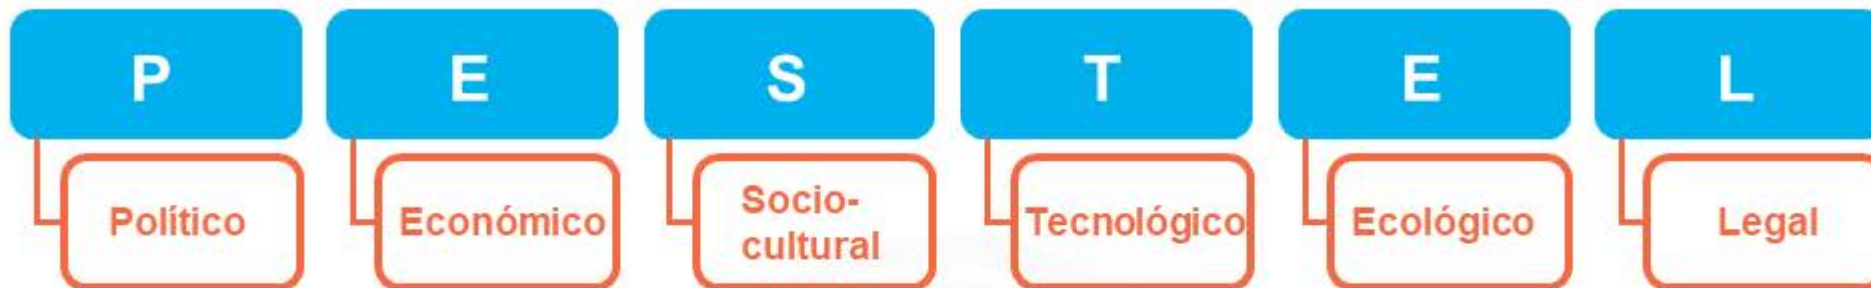 P
E
S
T
E
L
Político
Económico
Socio-
cultural
Tecnológico
Ecológico
Legal